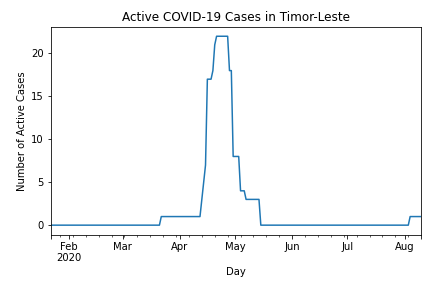 Active COVID-19 Cases in Timor-Leste
Number of Active Cases
20
15
10
5
0
Feb Mar Apr May Jun Jul Aug
2020
Day